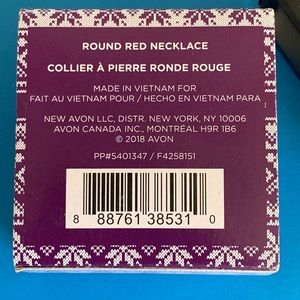 ROUND RED NECKLACE
COLLIER À PIERRE RONDE ROUGE
MADE IN VIETNAM FOR
FAIT AU VIETNAM POUR / HECHO EN VIETNAM PARA
NEW AVON LLC, DISTR. NEW YORK, NY 10006
AVON CANADA INC., MONTRÉAL H9R 1B6
© 2018 AVON
PP#5401347 / F4258151
8 88761 38531 0